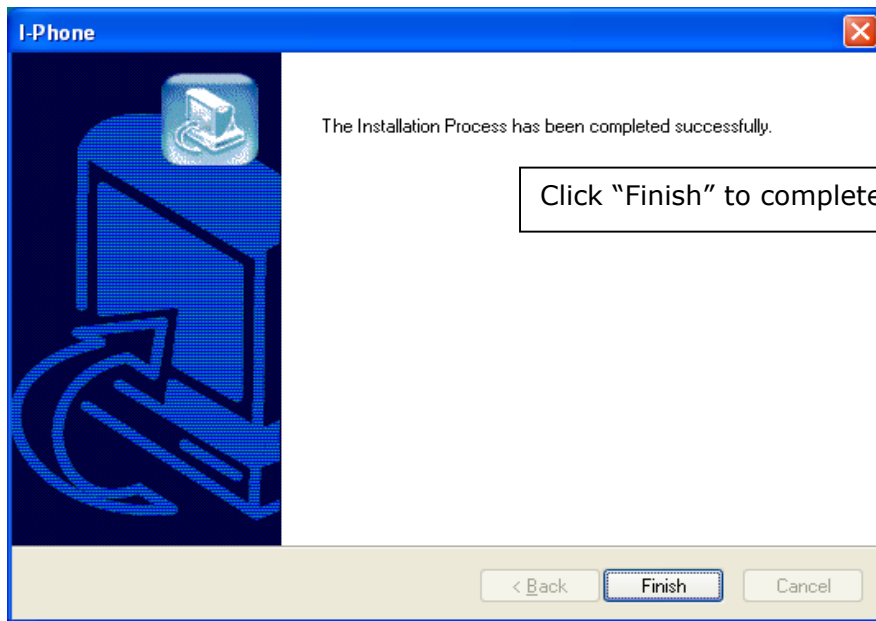 I-Phone
The Installation Process has been completed successfully.
Click “Finish” to complete
< Back Finish Cancel